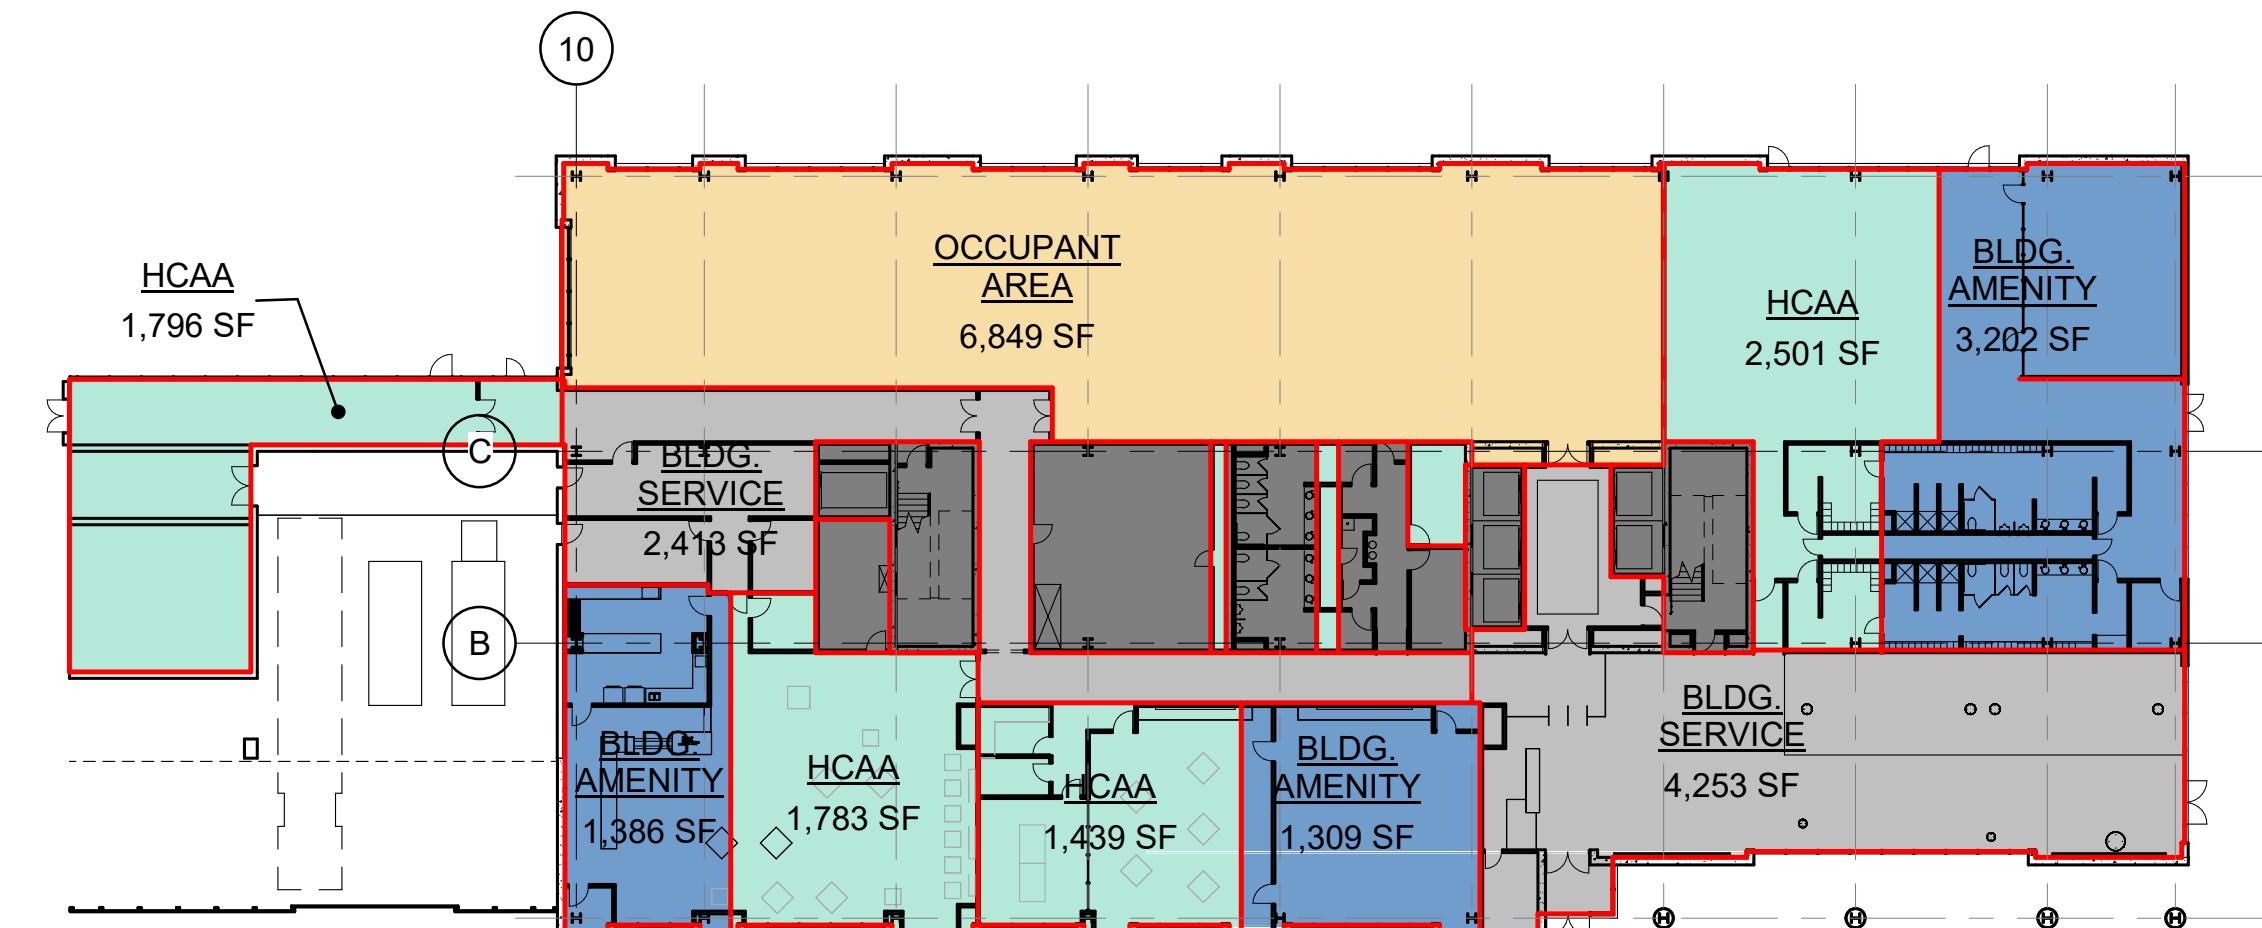 10
OCCUPANT
AREA
6,849 SF
HCAA
1,796 SF
HCAA
2,501 SF
BLDG.
AMENITY
3,202 SF
C
BLDG.
SERVICE
2,413 SF
B
BLDG.
AMENITY
1,386 SF
HCAA
1,783 SF
HCAA
1,439 SF
BLDG.
AMENITY
1,309 SF
BLDG.
SERVICE
4,253 SF